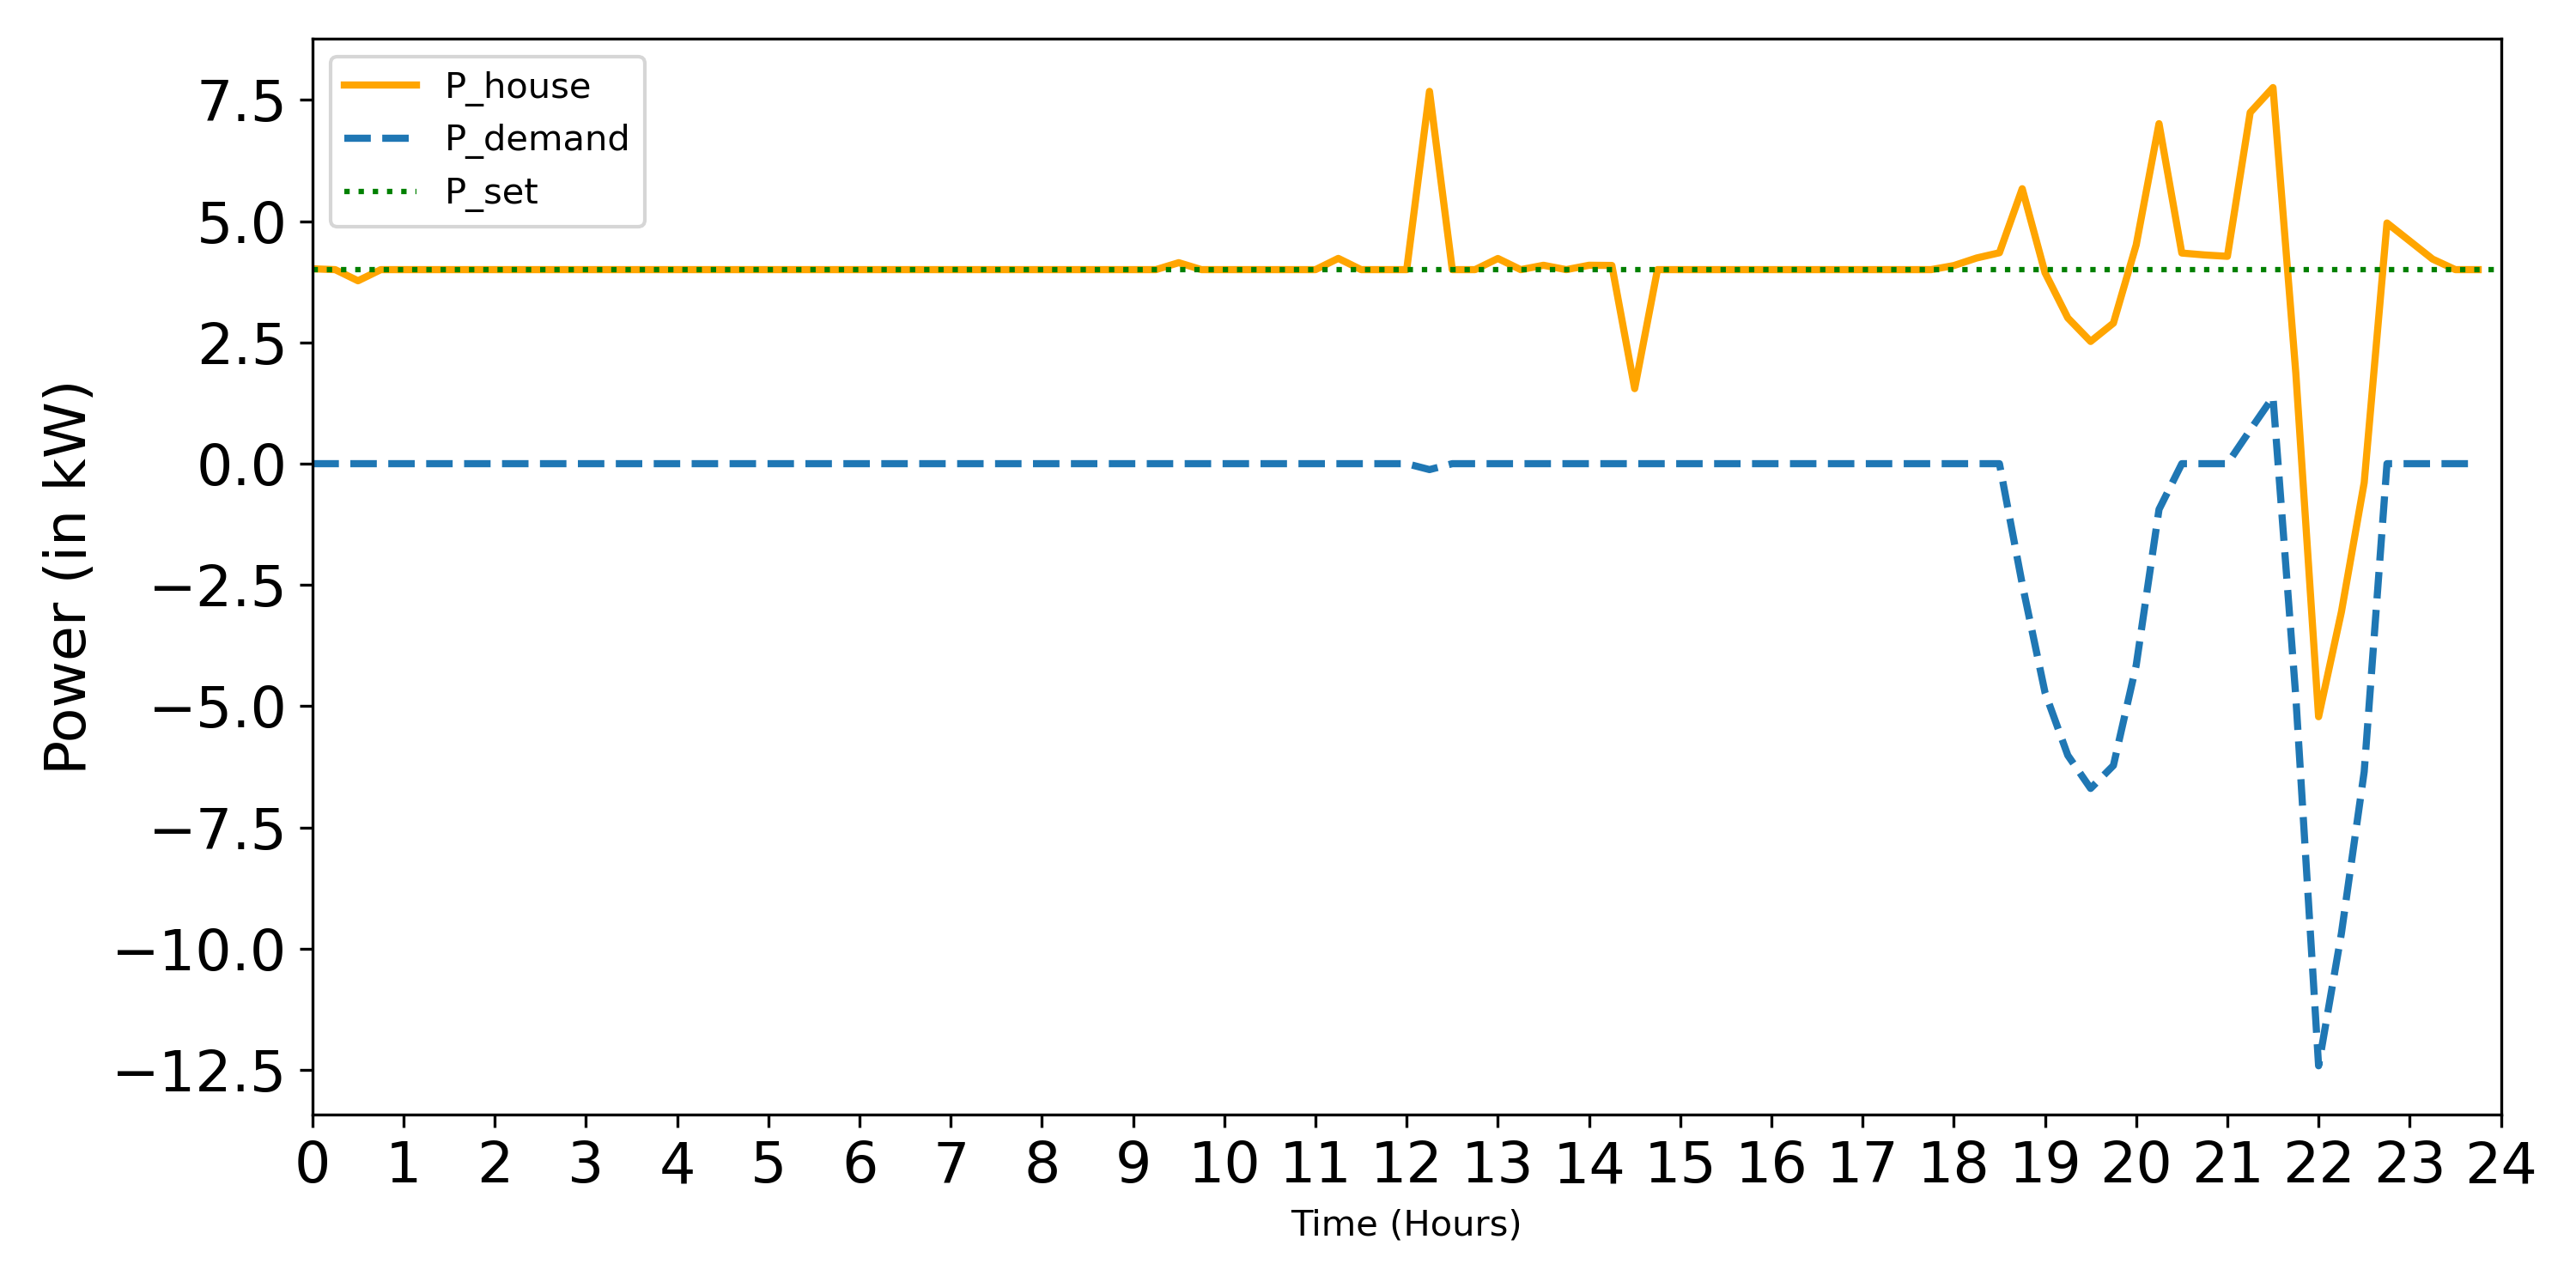 P_house
P_demand
P_set
7.5
5.0
2.5
0.0
−2.5
−5.0
−7.5
−10.0
−12.5
Power (in kW)
0 1 2 3 4 5 6 7 8 9 10 11 12 13 14 15 16 17 18 19 20 21 22 23 24
Time (Hours)